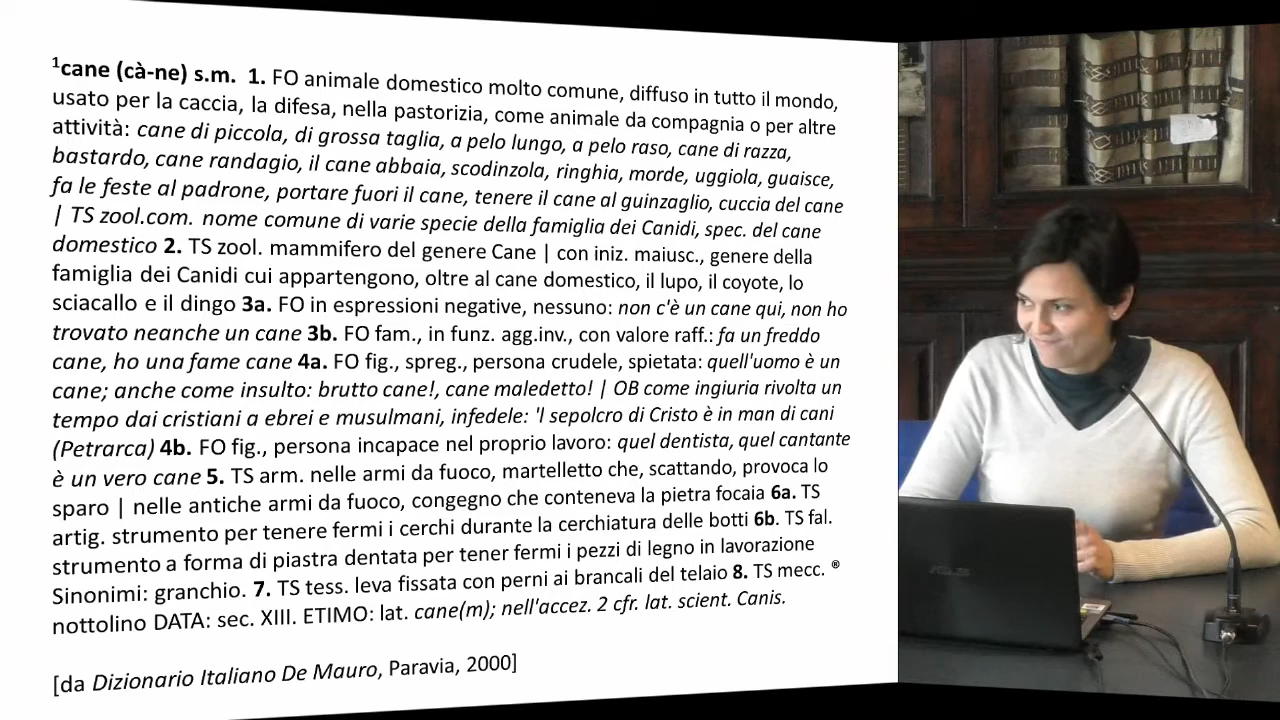 ¹cane (cà-ne) s.m. 1. FO animale domestico molto comune, diffuso in tutto il mondo,
usato per la caccia, la difesa, nella pastorizia, come animale da compagnia o per altre
attività: cane di piccola, di grossa taglia, a pelo lungo, a pelo raso, cane di razza,
bastardo, cane randagio, il cane abbaia, scodinzola, ringhia, morde, uggiola, guaisce,
fa le feste al padrone, portare fuori il cane, tenere il cane al guinzaglio, cuccia del cane
| TS zool.com. nome comune di varie specie della famiglia dei Canidi, spec. del cane
domestico 2. TS zool. mammifero del genere Cane | con iniz. maiusc., genere della
famiglia dei Canidi cui appartengono, oltre al cane domestico, il lupo, il coyote, lo
sciacallo e il dingo 3a. FO in espressioni negative, nessuno: non c'è un cane qui, non ho
trovato neanche un cane 3b. FO fam., in funz. agg.inv., con valore raff.: fa un freddo
cane, ho una fame cane 4a. FO fig., spreg., persona crudele, spietata: quell'uomo è un
cane; anche come insulto: brutto cane!, cane maledetto! | OB come ingiuria rivolta un
tempo dai cristiani a ebrei e musulmani, infedele: 'l sepolcro di Cristo è in man di cani
(Petrarca) 4b. FO fig., persona incapace nel proprio lavoro: quel dentista, quel cantante
è un vero cane 5. TS arm. nelle armi da fuoco, martelletto che, scattando, provoca lo
sparo | nelle antiche armi da fuoco, congegno che conteneva la pietra focaia 6a. TS
artig. strumento per tenere fermi i cerchi durante la cerchiatura delle botti 6b. TS fal.
strumento a forma di piastra dentata per tener fermi i pezzi di legno in lavorazione
Sinonimi: granchio. 7. TS tess. leva fissata con perni ai brancali del telaio 8. TS mecc. ®
nottolino DATA: sec. XIII. ETIMO: lat. cane(m); nell'accez. 2 cfr. lat. scient. Canis.
[da Dizionario Italiano De Mauro, Paravia, 2000]
ASUS